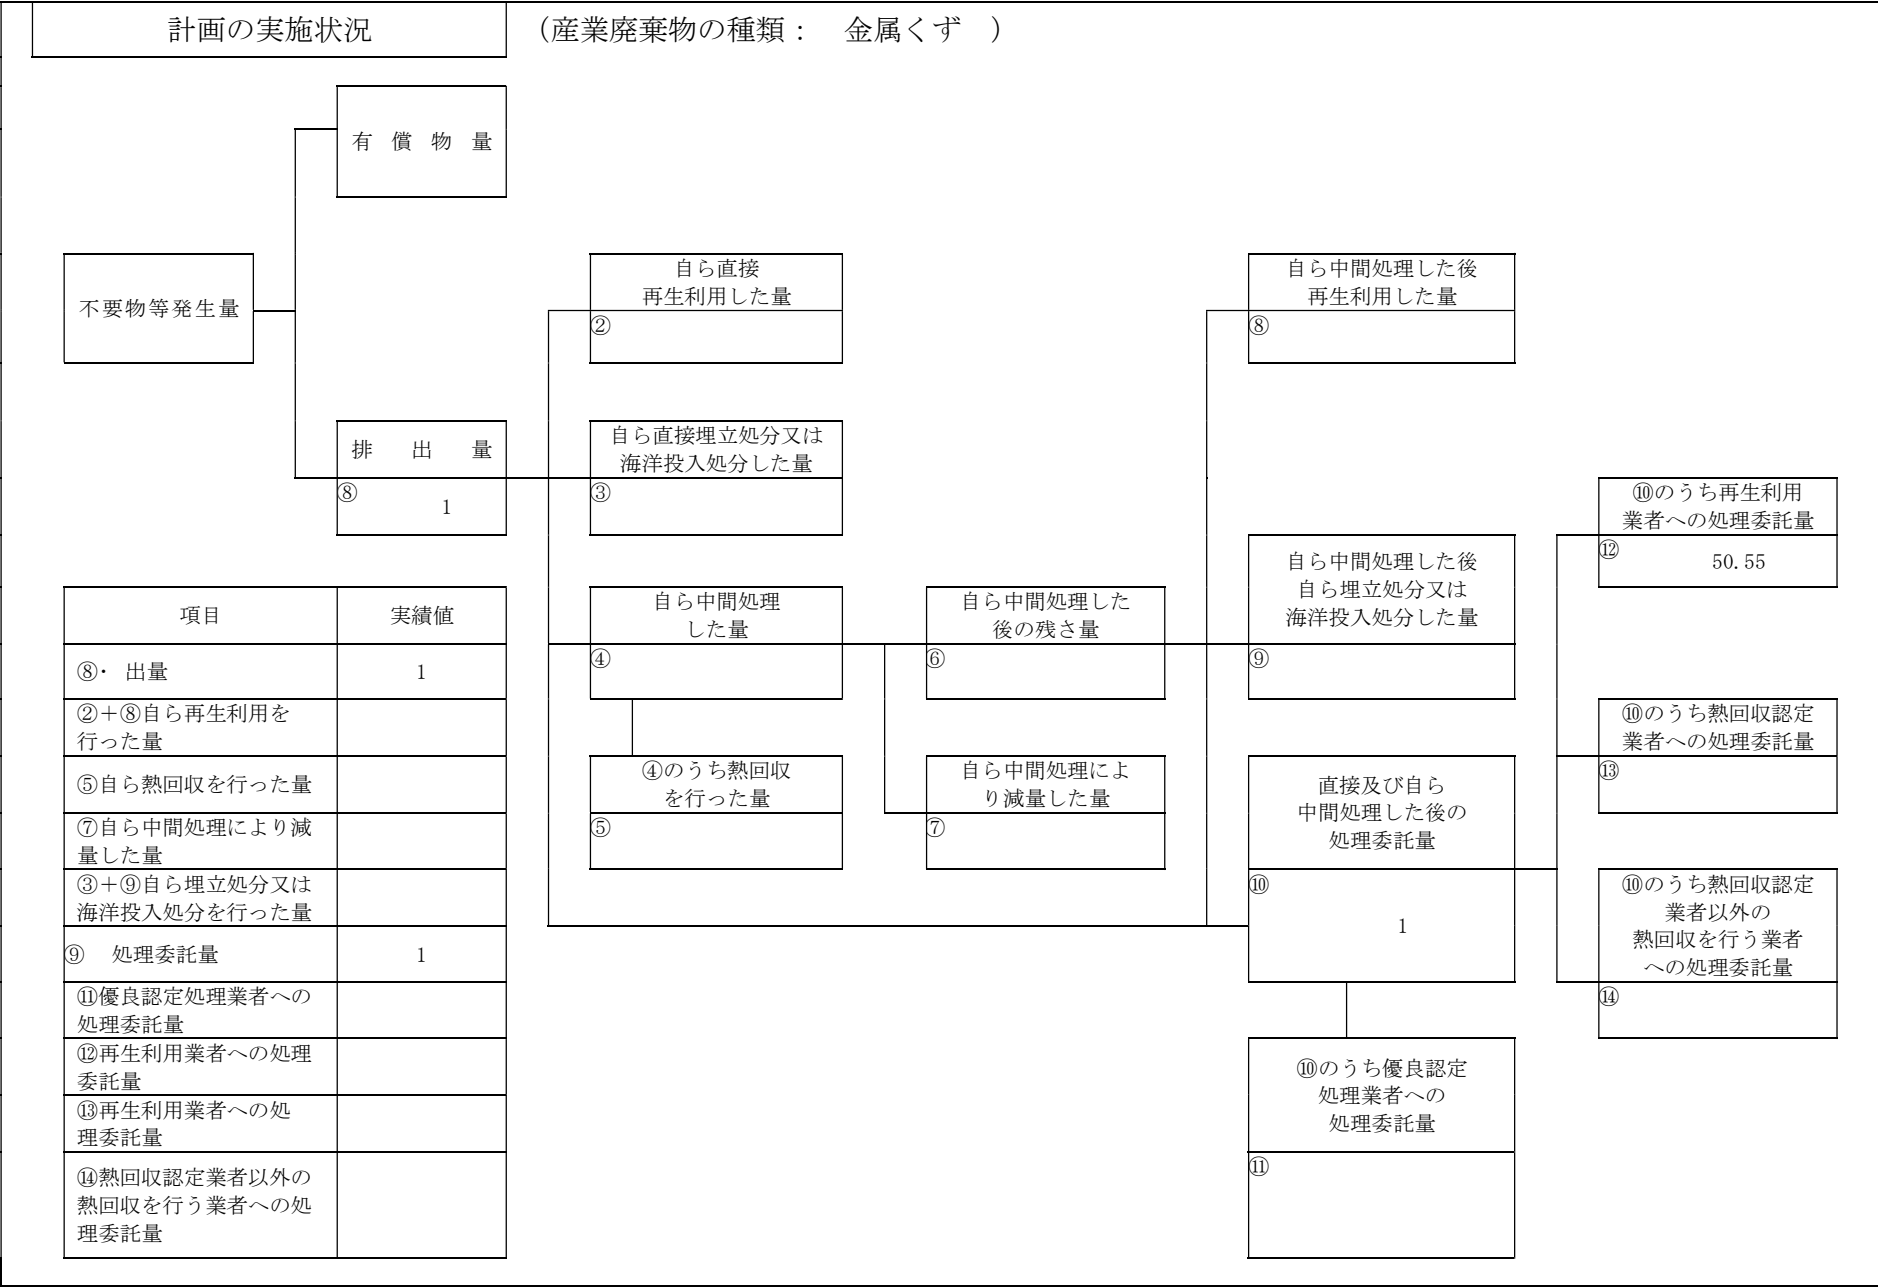 計画の実施状況
（産業廃棄物の種類： 金属くず ）
有 償 物 量
不要物等発生量
自ら直接
再生利用した量
②
自ら中間処理した後
再生利用した量
⑧
排 出 量
⑧
1
自ら直接埋立処分又は
海洋投入処分した量
③
⑩のうち再生利用
業者への処理委託量
⑫
50.55
自ら中間処理
した量
④
自ら中間処理した
後の残さ量
⑥
自ら中間処理した後
自ら埋立処分又は
海洋投入処分した量
⑨
④のうち熱回収
を行った量
⑤
自ら中間処理によ
り減量した量
⑦
直接及び自ら
中間処理した後の
処理委託量
⑩
1
⑩のうち熱回収認定
業者への処理委託量
⑬
⑩のうち熱回収認定
業者以外の
熱回収を行う業者
への処理委託量
⑭
⑩のうち優良認定
処理業者への
処理委託量
⑪
項目 実績値
⑧・ 出量 1
②＋⑧自ら再生利用を
行った量
⑤自ら熱回収を行った量
⑦自ら中間処理により減
量した量
③＋⑨自ら埋立処分又は
海洋投入処分を行った量
⑨ 処理委託量 1
⑪優良認定処理業者への
処理委託量
⑫再生利用業者への処理
委託量
⑬再生利用業者への処
理委託量
⑭熱回収認定業者以外の
熱回収を行う業者への処
理委託量